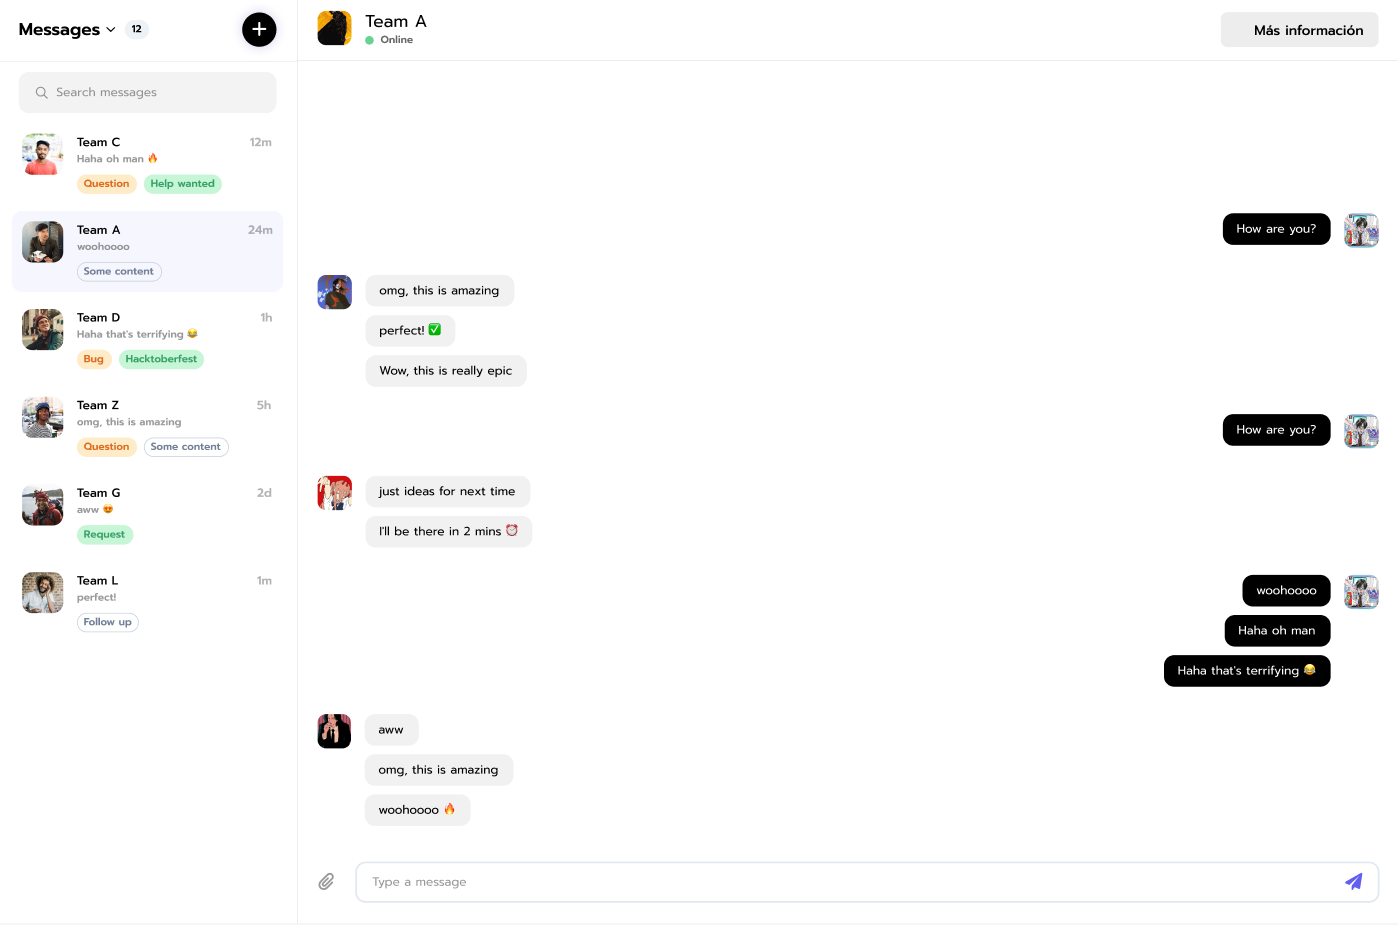 Messages 12
Search messages
Team C 12m
Haha oh man 🔥
Question Help wanted
Team A 24m
woohoooo
Some content
Team D 1h
Haha that's terrifying 😂
Bug Hacktoberfest
Team Z 5h
omg, this is amazing
Question Some content
Team G 2d
aww 😍
Request
Team L 1m
perfect!
Follow up
Team A
Online
Más información
How are you?
omg, this is amazing
perfect! ✅
Wow, this is really epic
How are you?
just ideas for next time
I'll be there in 2 mins ⏰
woohoooo
Haha oh man
Haha that's terrifying 😂
aww
omg, this is amazing
woohoooo 🔥
Type a message